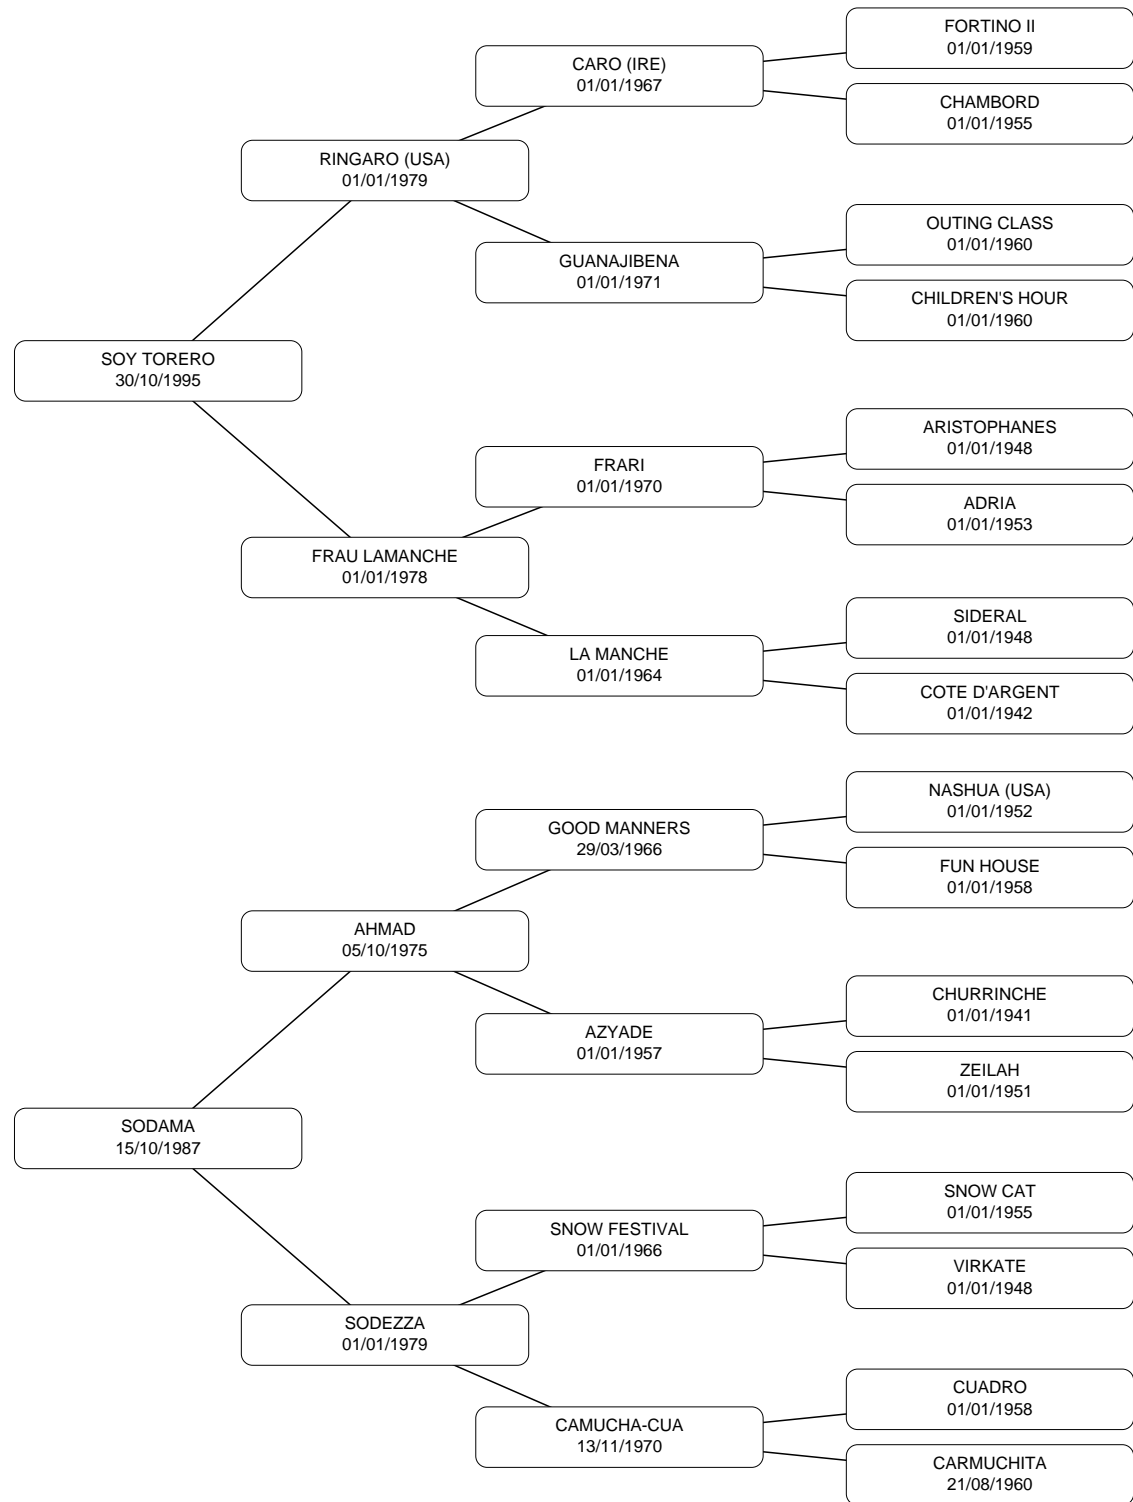 FORTINO II
01/01/1959
CARO (IRE)
01/01/1967
CHAMBORD
01/01/1955
RINGARO (USA)
01/01/1979
OUTING CLASS
01/01/1960
GUANAJIBENA
01/01/1971
CHILDREN'S HOUR
01/01/1960
SOY TORERO
30/10/1995
ARISTOPHANES
01/01/1948
FRARI
01/01/1970
ADRIA
01/01/1953
FRAU LAMANCHE
01/01/1978
SIDERAL
01/01/1948
LA MANCHE
01/01/1964
COTE D'ARGENT
01/01/1942
NASHUA (USA)
01/01/1952
GOOD MANNERS
29/03/1966
FUN HOUSE
01/01/1958
AHMAD
05/10/1975
CHURRINCHE
01/01/1941
AZYADE
01/01/1957
ZEILAH
01/01/1951
SODAMA
15/10/1987
SNOW CAT
01/01/1955
SNOW FESTIVAL
01/01/1966
VIRKATE
01/01/1948
SODEZZA
01/01/1979
CUADRO
01/01/1958
CAMUCHA-CUA
13/11/1970
CARMUCHITA
21/08/1960